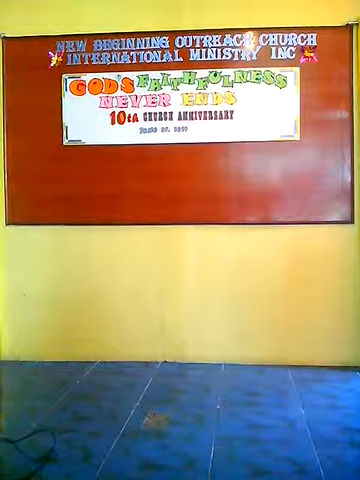 NEW BEGINNING OUTREACH CHURCH
INTERNATIONAL MINISTRY INC
GOD'S FAITHFULNESS
NEVER ENDS
10th CHURCH ANNIVERSARY